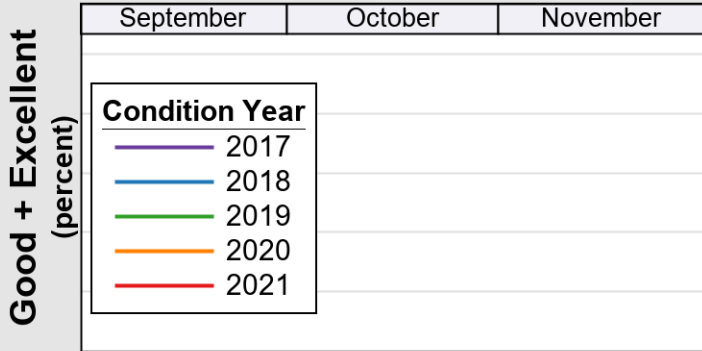 September
October
November
Good + Excellent
(percent)
Condition Year
2017
2018
2019
2020
2021